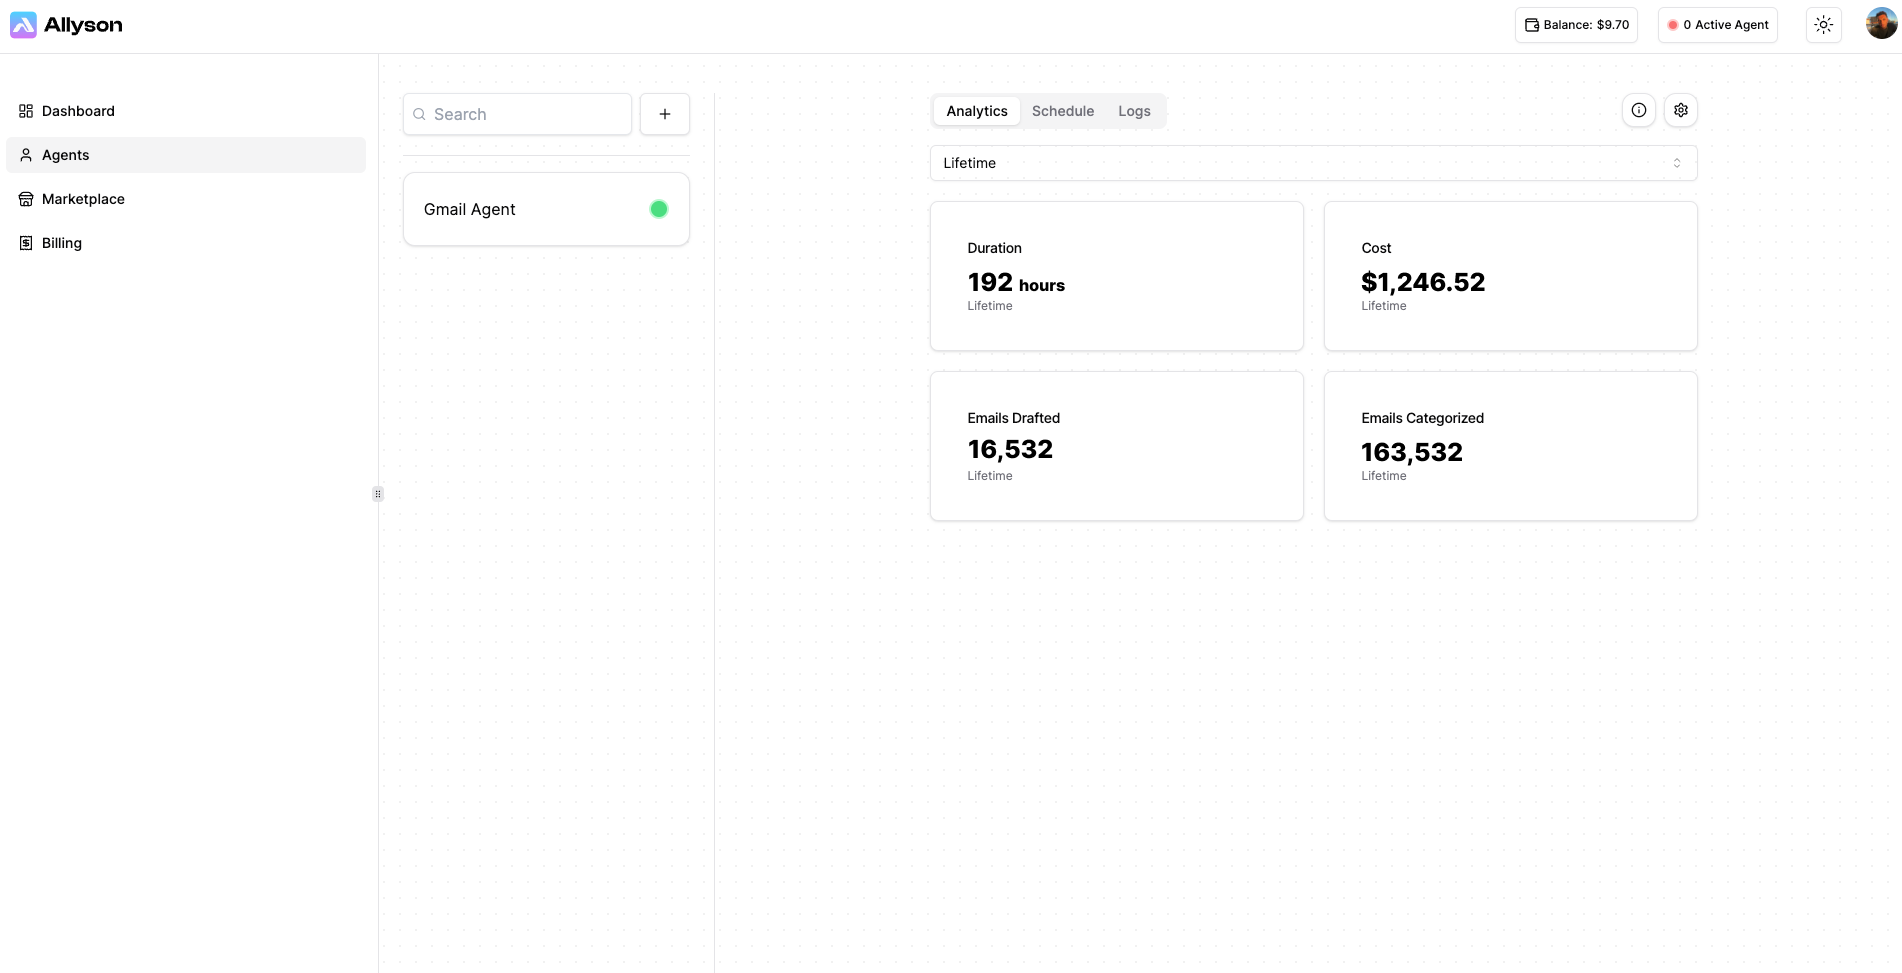 Allyson
Balance: $9.70
0 Active Agent
Dashboard
Agents
Marketplace
Billing
Search
Gmail Agent
Analytics
Schedule
Logs
Lifetime
Duration
192 hours
Lifetime
Cost
$1,246.52
Lifetime
Emails Drafted
16,532
Lifetime
Emails Categorized
163,532
Lifetime